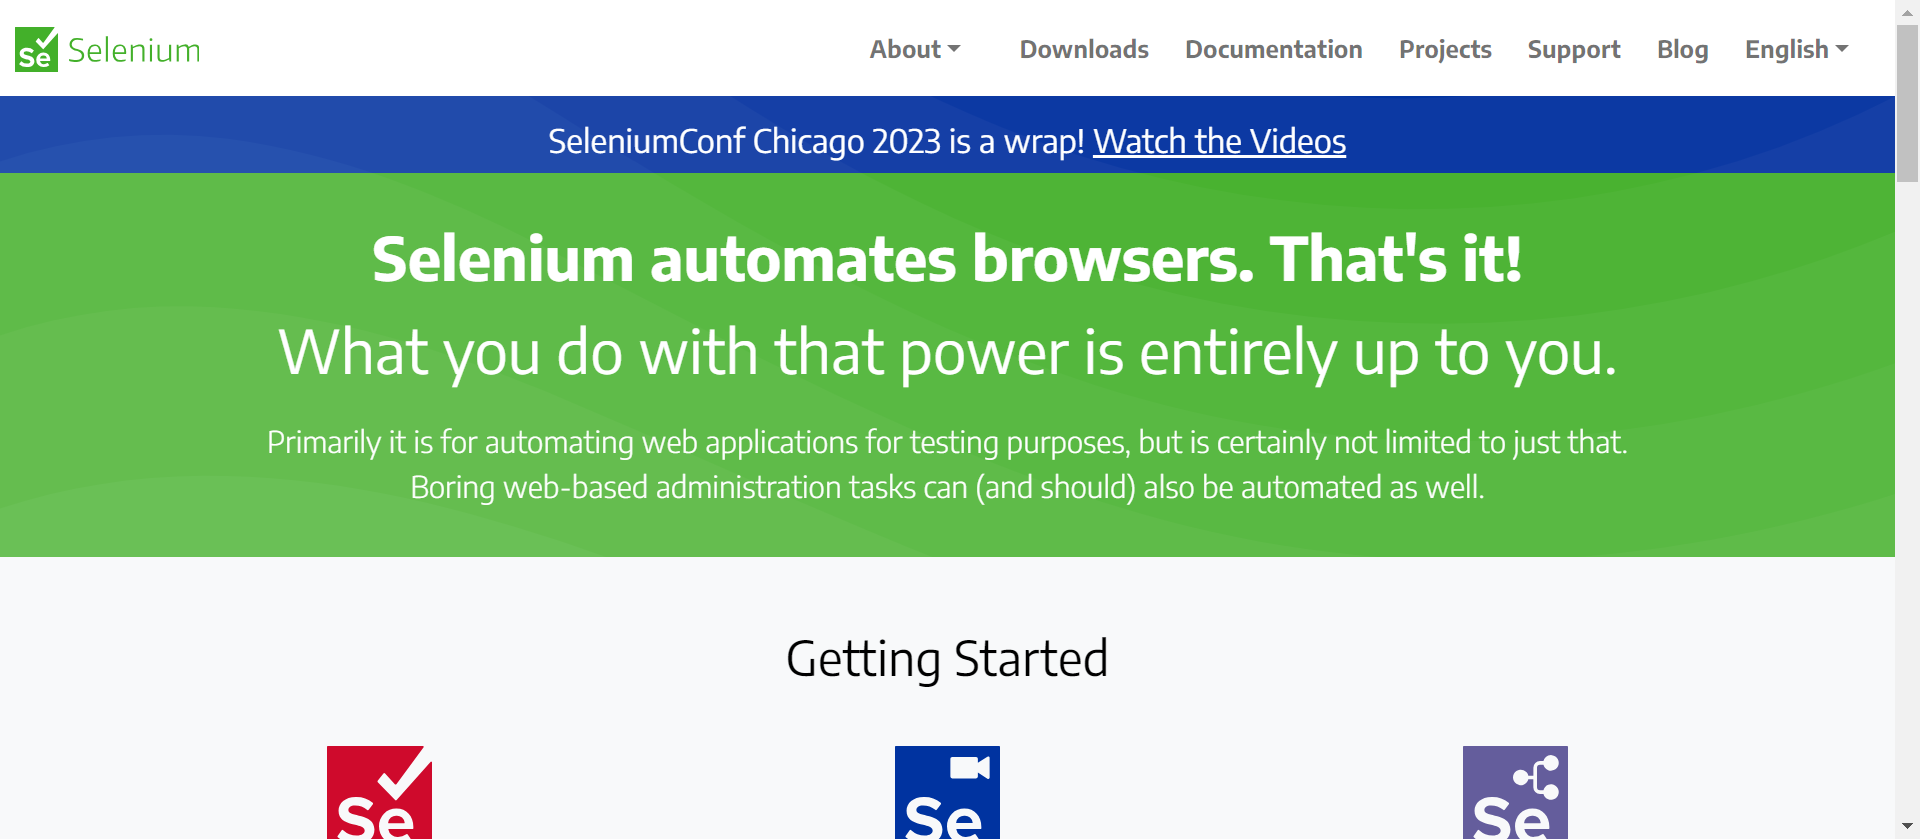 Se Selenium
About Downloads Documentation Projects Support Blog English
SeleniumConf Chicago 2023 is a wrap! Watch the Videos
Selenium automates browsers. That's it!
What you do with that power is entirely up to you.
Primarily it is for automating web applications for testing purposes, but is certainly not limited to just that.
Boring web-based administration tasks can (and should) also be automated as well.
Getting Started
Se Se Se